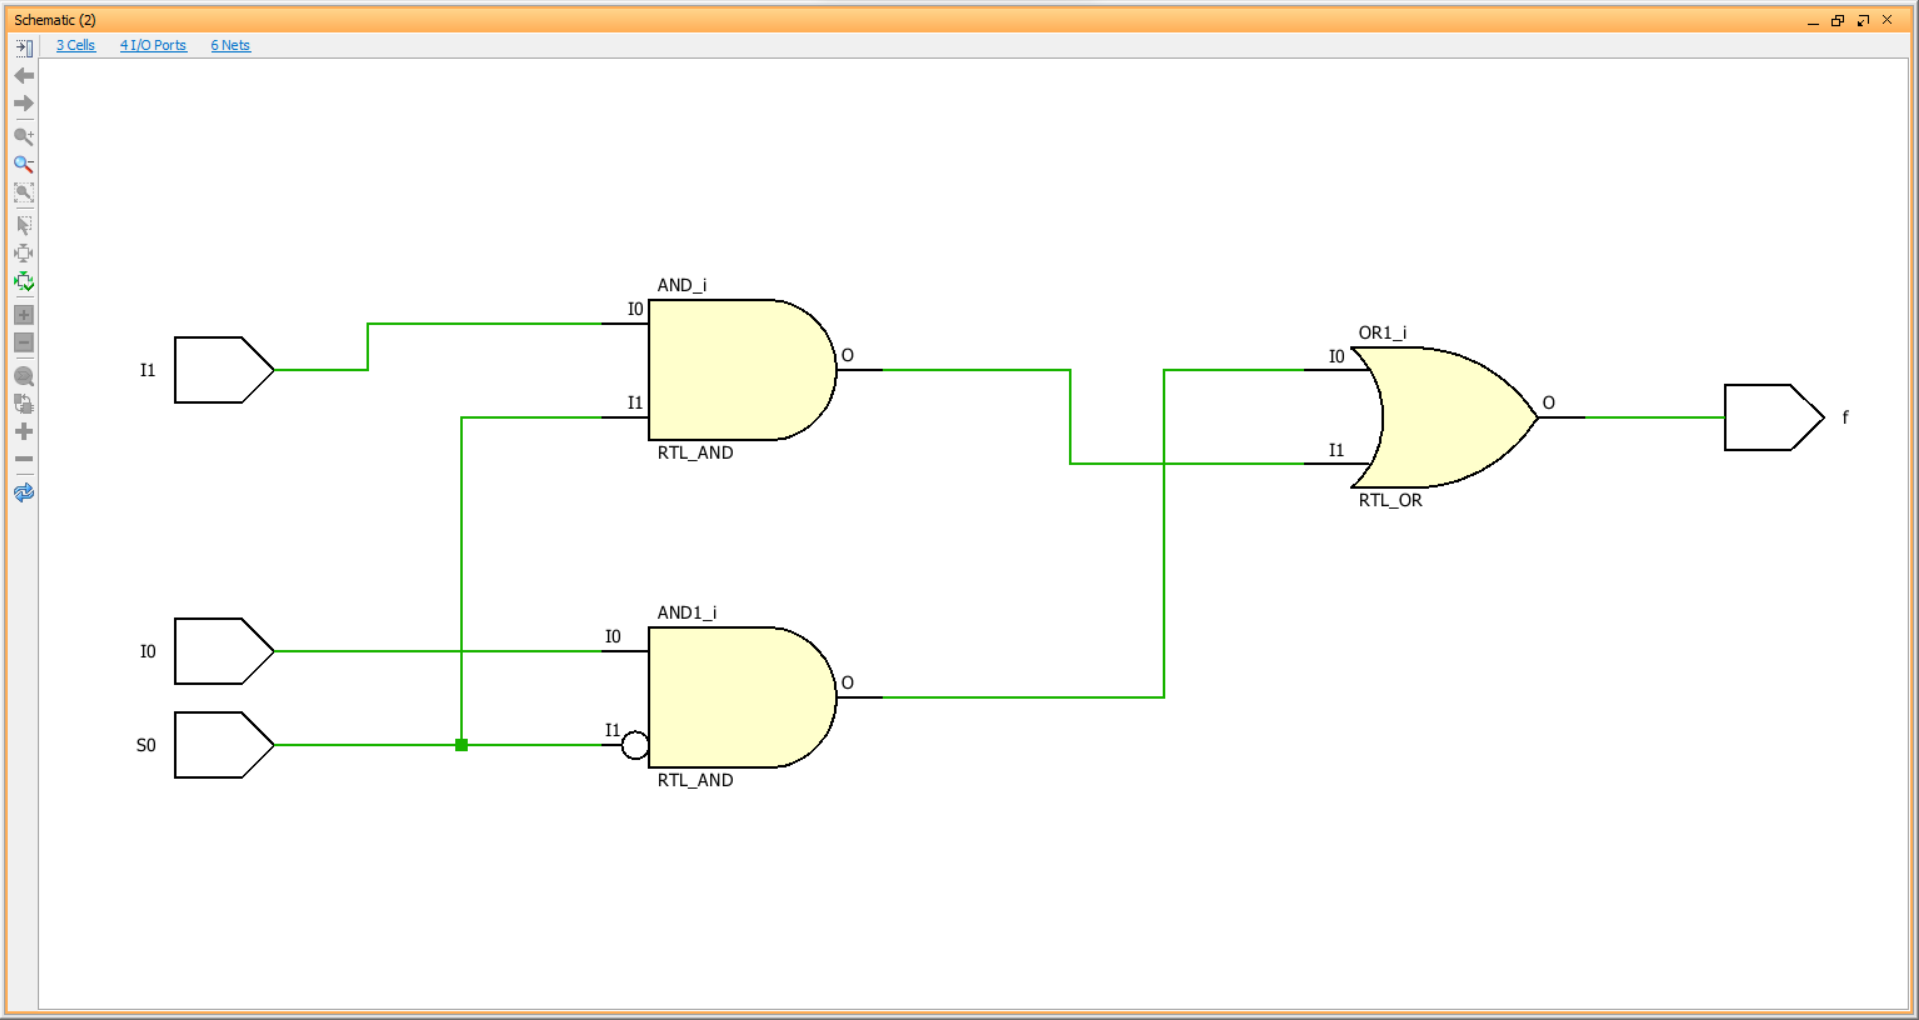 Schematic (2)
3 Cells 4 I/O Ports 6 Nets
AND_i
I0
I1
O
I1
RTL_AND
OR1_i
I0
O
f
I1
RTL_OR
AND1_i
I0
I0
O
I1
S0
RTL_AND